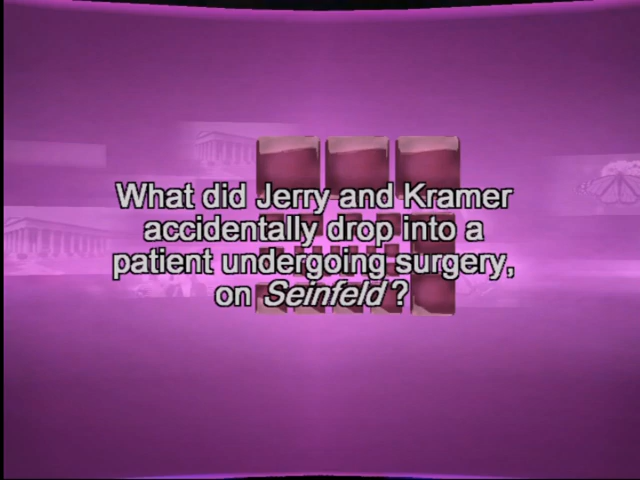 What did Jerry and Kramer
accidentally drop into a
patient undergoing surgery,
on Seinfeld?